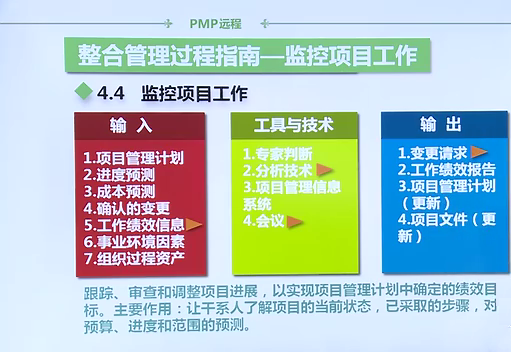 PMP远程
整合管理过程指南—监控项目工作
4.4 监控项目工作
输 入
1.项目管理计划
2.进度预测
3.成本预测
4.确认的变更
5.工作绩效信息
6.事业环境因素
7.组织过程资产
工具与技术
1.专家判断
2.分析技术
3.项目管理信息
系统
4.会议
输 出
1.变更请求
2.工作绩效报告
3.项目管理计划
（更新）
4.项目文件（更
新）
跟踪、审查和调整项目进展，以实现项目管理计划中确定的绩效目
标。主要作用：让干系人了解项目的当前状态，已采取的步骤，对
预算、进度和范围的预测。